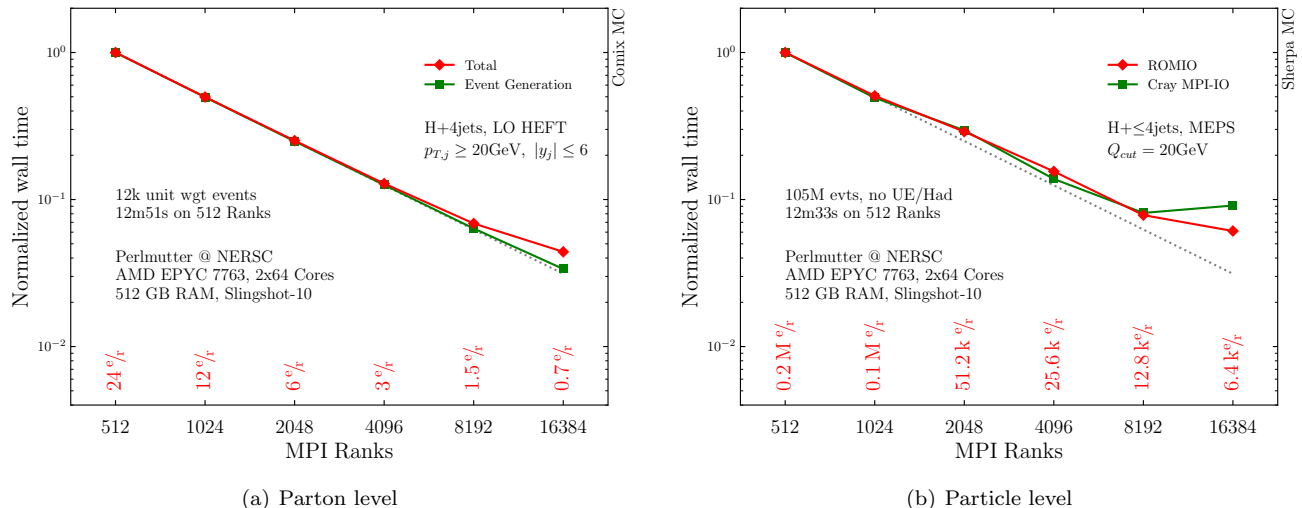 Normalized wall time
10⁰
10⁻¹
10⁻²
Total
Event Generation
H+4jets, LO HEFT
p_{T,j} ≥ 20GeV, |y_j| ≤ 6
12k unit wgt events
12m51s on 512 Ranks
Perlmutter @ NERSC
AMD EPYC 7763, 2x64 Cores
512 GB RAM, Slingshot-10
24 e/r
12 e/r
6 e/r
3 e/r
1.5 e/r
0.7 e/r
512 1024 2048 4096 8192 16384
MPI Ranks
Comix MC
(a) Parton level
Normalized wall time
10⁰
10⁻¹
10⁻²
ROMIO
Cray MPI-IO
H+≤4jets, MEPS
Q_{cut} = 20GeV
105M evts, no UE/Had
12m33s on 512 Ranks
Perlmutter @ NERSC
AMD EPYC 7763, 2x64 Cores
512 GB RAM, Slingshot-10
0.2 M e/r
0.1 M e/r
51.2 k e/r
25.6 k e/r
12.8 k e/r
6.4 k e/r
512 1024 2048 4096 8192 16384
MPI Ranks
Sherpa MC
(b) Particle level